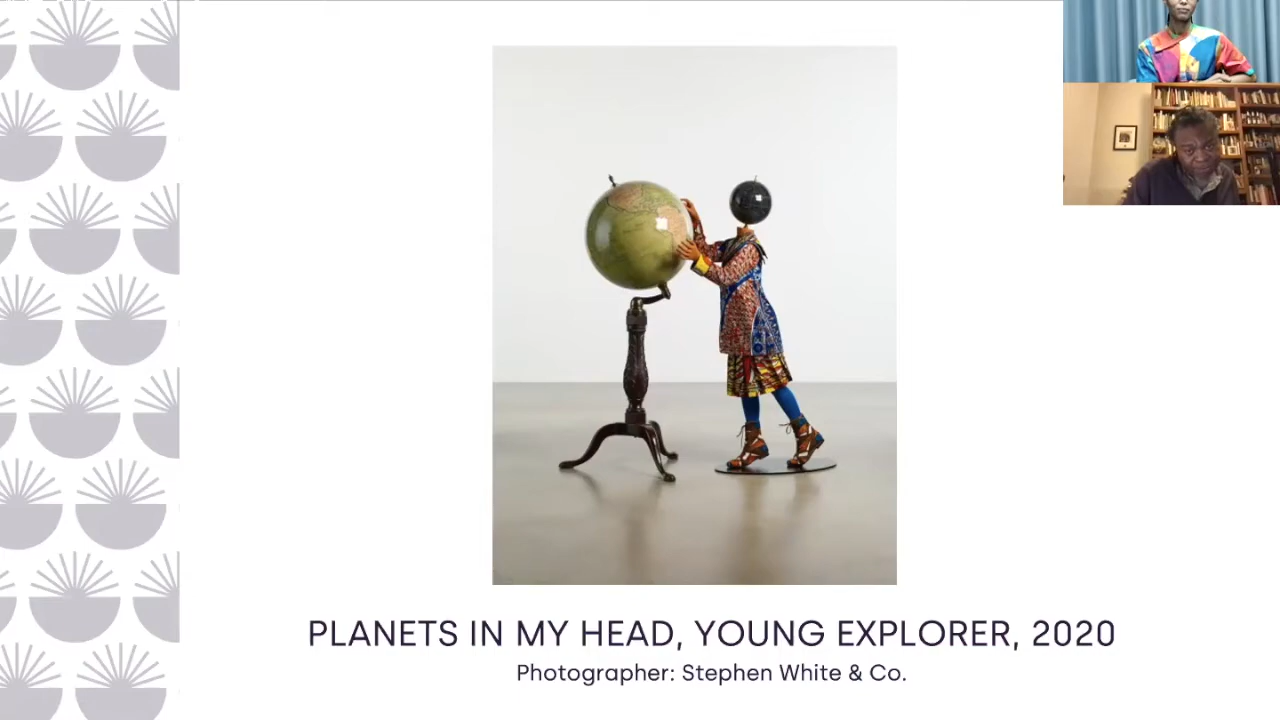 PLANETS IN MY HEAD, YOUNG EXPLORER, 2020
Photographer: Stephen White & Co.